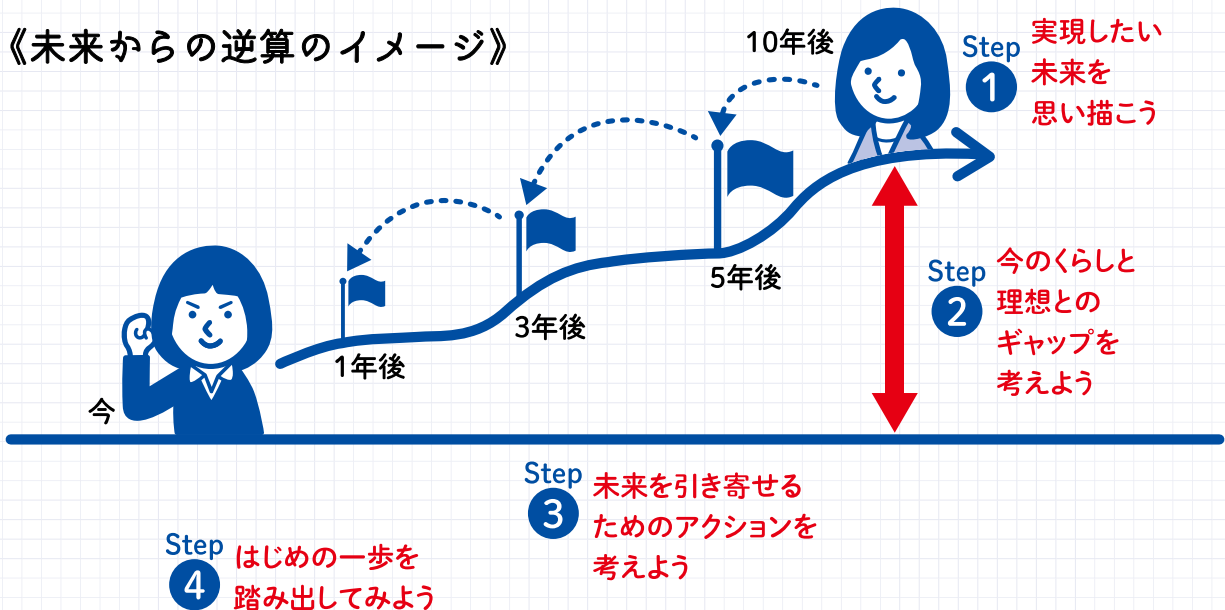 《未来からの逆算のイメージ》
10年後
Step
1
実現したい
未来を
思い描こう
5年後
3年後
1年後
今
Step
2
今のくらしと
理想との
ギャップを
考えよう
Step
3
未来を引き寄せる
ためのアクションを
考えよう
Step
4
はじめの一歩を
踏み出してみよう